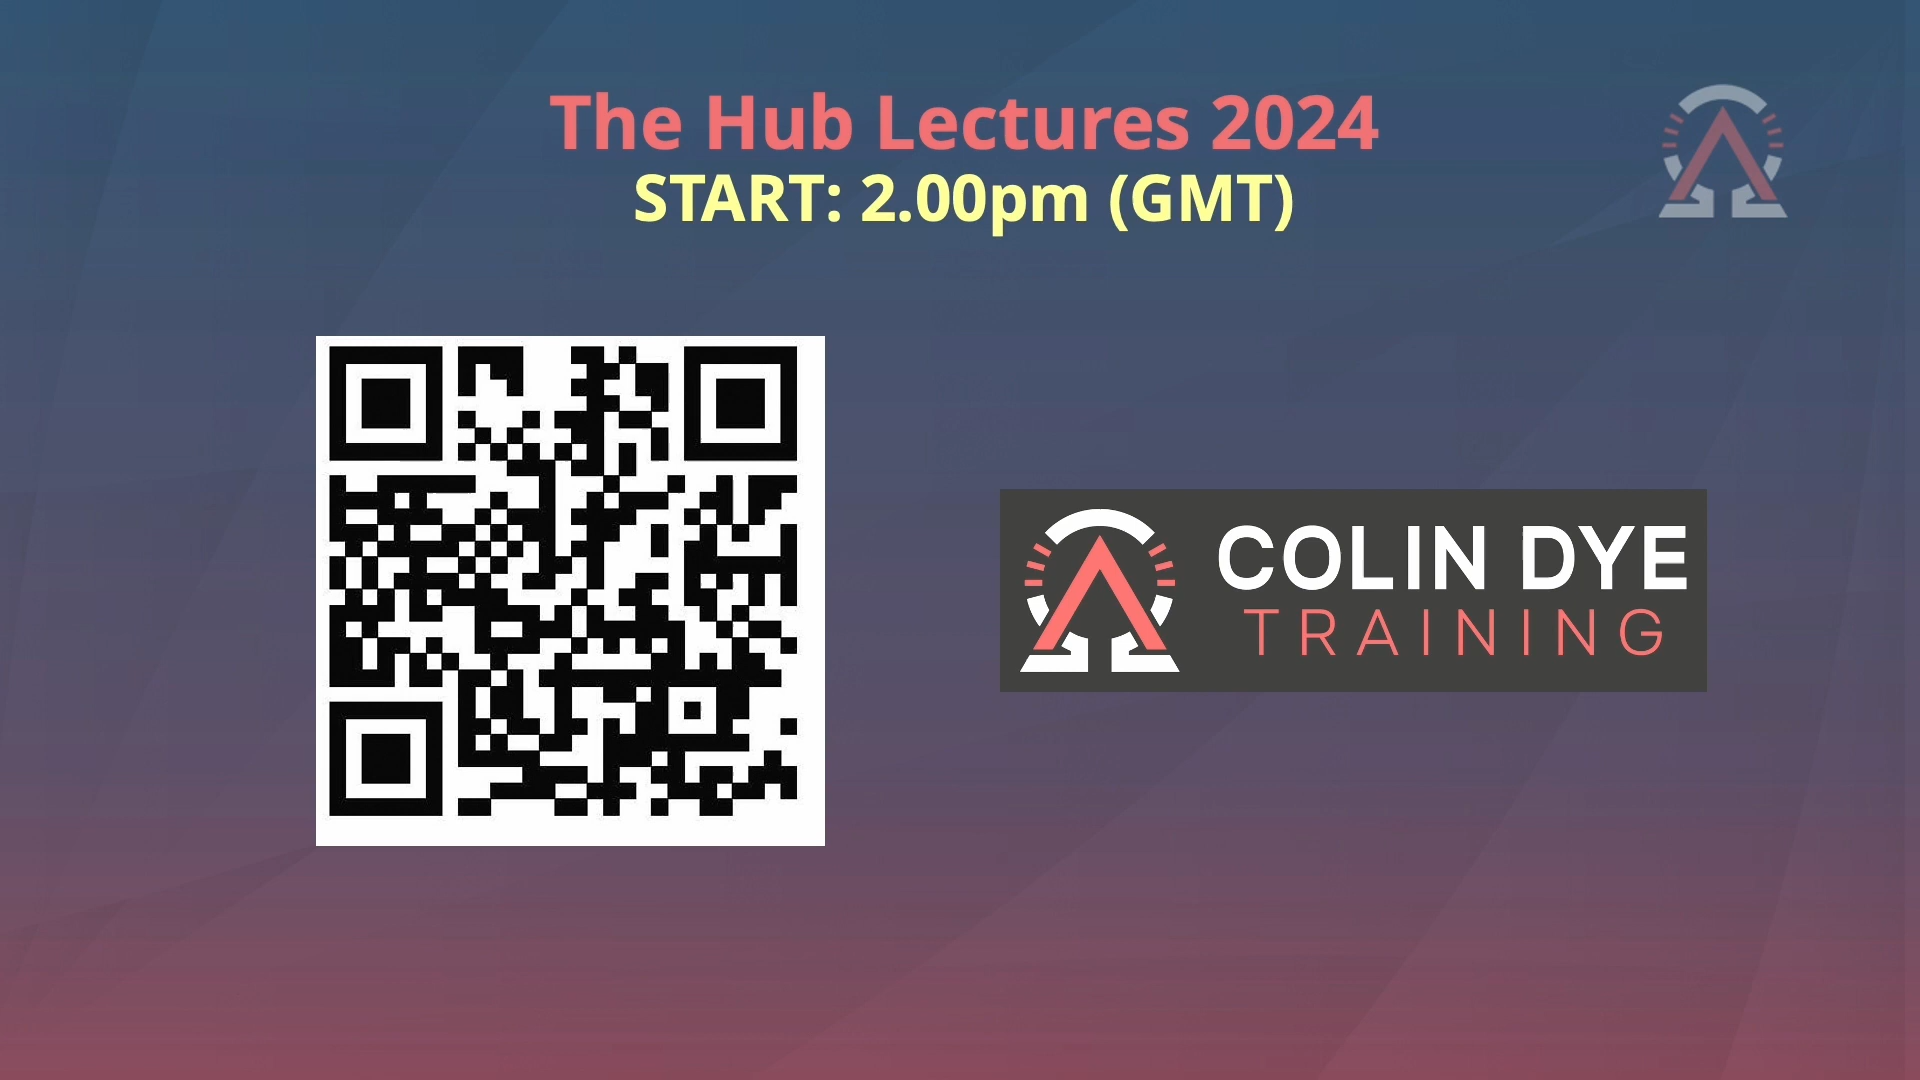 The Hub Lectures 2024
START: 2.00pm (GMT)
COLIN DYE
TRAINING